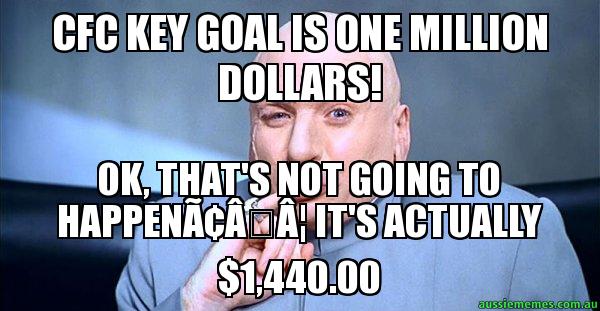 CFC KEY GOAL IS ONE MILLION
DOLLARS!
OK, THAT'S NOT GOING TO
HAPPENÃ¢Â�Â¦ IT'S ACTUALLY
$1,440.00
aussiememes.com.au